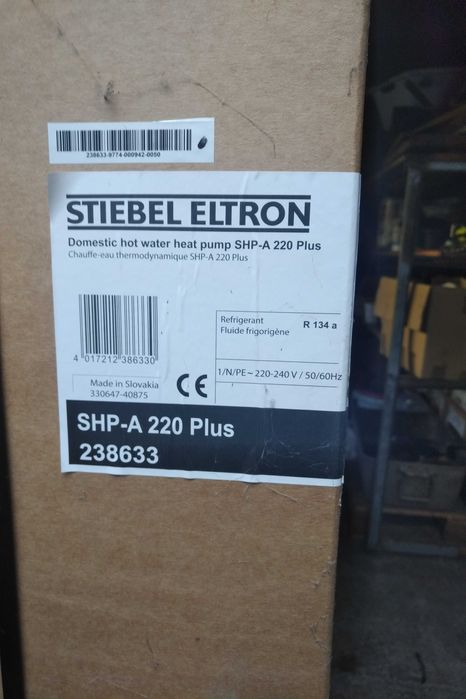 238633-9774-000942-0050
STIEBEL ELTRON
Domestic hot water heat pump SHP-A 220 Plus
Chauffe-eau thermodynamique SHP-A 220 Plus
4 017212 386330
Refrigerant R 134 a
Fluide frigorigène
1/N/PE~ 220-240 V / 50/60Hz
Made in Slovakia
330647-40875
CE
SHP-A 220 Plus
238633